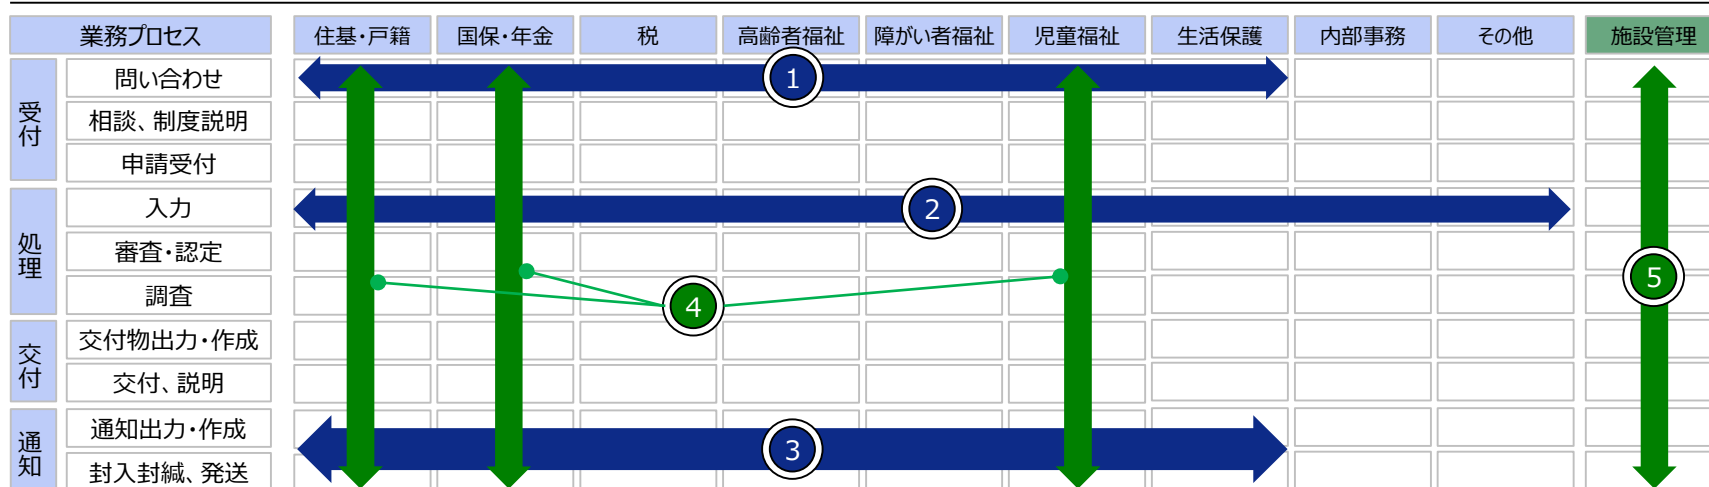 業務プロセス 住基・戸籍 国保・年金 税 高齢者福祉 障がい者福祉 児童福祉 生活保護 内部事務 その他 施設管理
受付
問い合わせ
1
相談、制度説明
申請受付
処理
入力
2
審査・認定
調査
4
5
交付
交付物出力・作成
交付、説明
通知
通知出力・作成
3
封入封緘、発送